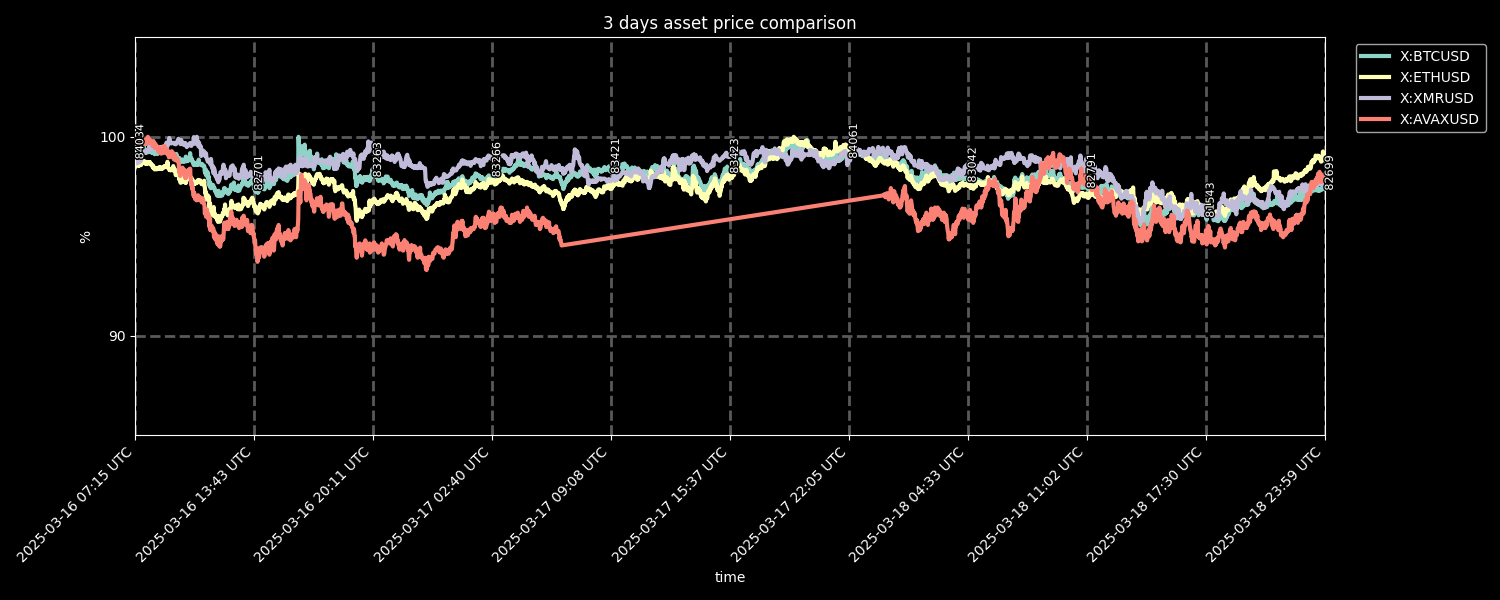 3 days asset price comparison
X:BTCUSD
X:ETHUSD
X:XMRUSD
X:AVAXUSD
100
90
%
84034
82701
83263
83266
83421
83423
84061
83042
82791
81543
82699
2025-03-16 07:15 UTC
2025-03-16 13:43 UTC
2025-03-16 20:11 UTC
2025-03-17 02:40 UTC
2025-03-17 09:08 UTC
2025-03-17 15:37 UTC
2025-03-17 22:05 UTC
2025-03-18 04:33 UTC
2025-03-18 11:02 UTC
2025-03-18 17:30 UTC
2025-03-18 23:59 UTC
time